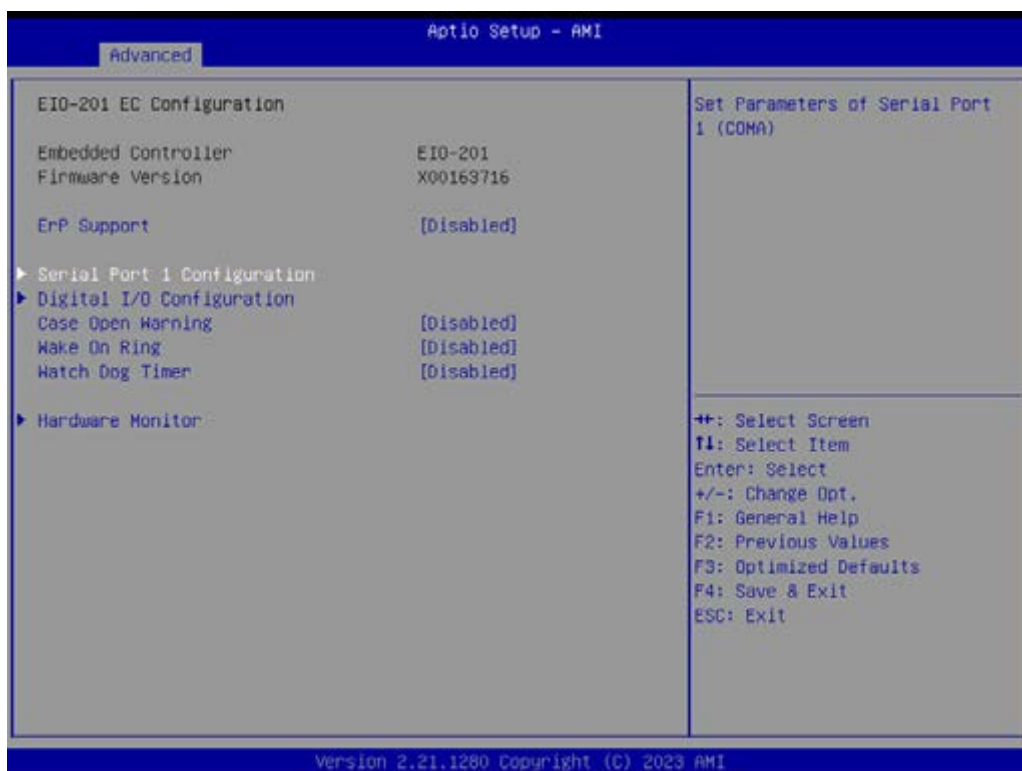 Aptio Setup – AMI
Advanced
EIO-201 EC Configuration
Embedded Controller EIO-201
Firmware Version X00163716
ErP Support [Disabled]
▶ Serial Port 1 Configuration
▶ Digital I/O Configuration
Case Open Warning [Disabled]
Wake On Ring [Disabled]
Watch Dog Timer [Disabled]
▶ Hardware Monitor
Set Parameters of Serial Port
1 (COMA)
→←: Select Screen
↑↓: Select Item
Enter: Select
+/-: Change Opt.
F1: General Help
F2: Previous Values
F3: Optimized Defaults
F4: Save & Exit
ESC: Exit
Version 2.21.1280 Copyright (C) 2023 AMI